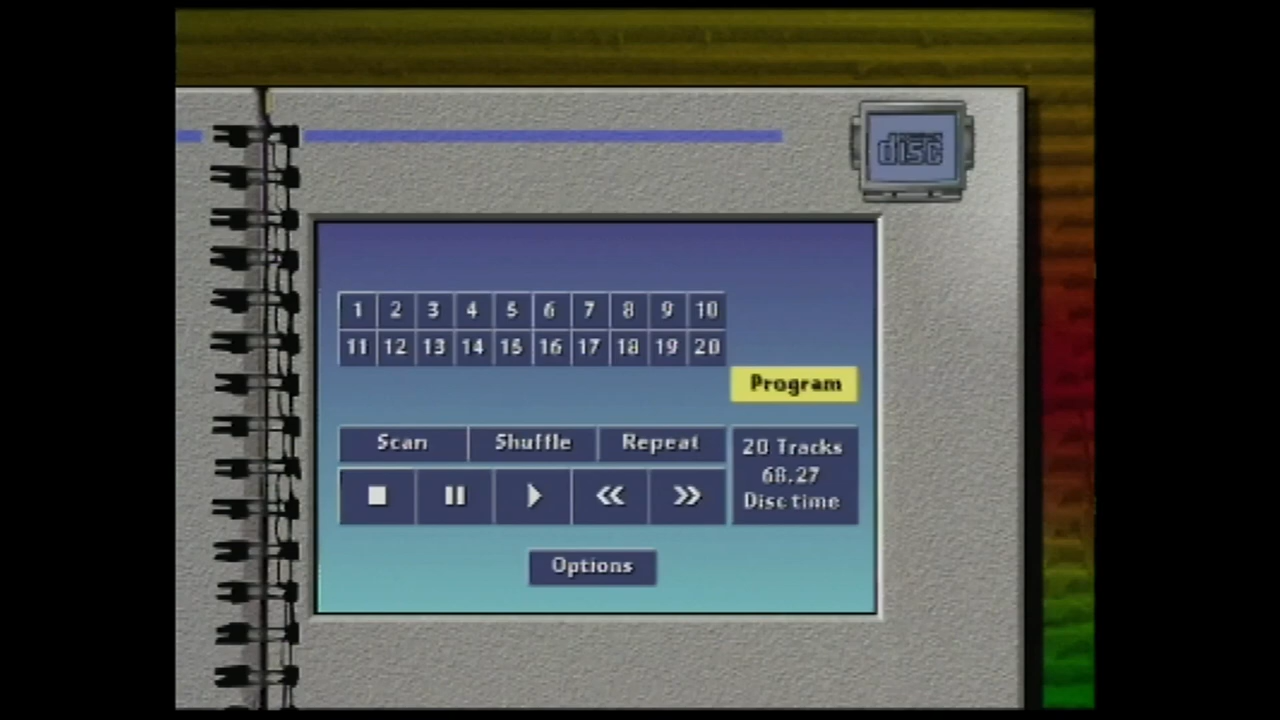 disc
1 2 3 4 5 6 7 8 9 10
11 12 13 14 15 16 17 18 19 20
Program
Scan Shuffle Repeat
20 Tracks
68.27
Disc time
Options